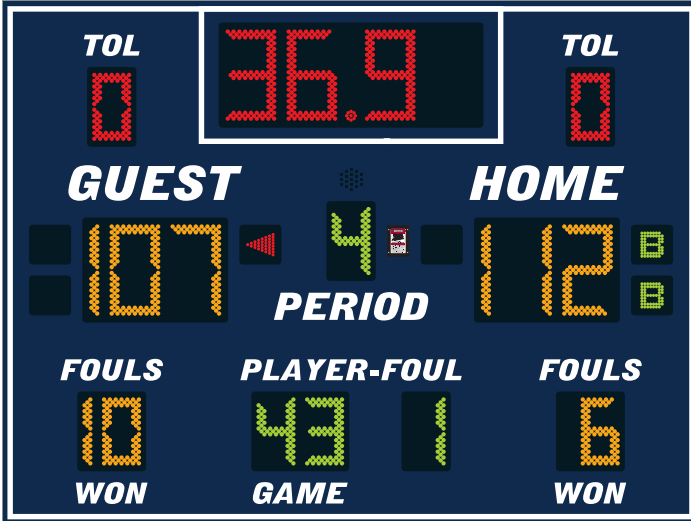 TOL 36.9 TOL
0 0
GUEST HOME
107 4 112 B
B
PERIOD
FOULS PLAYER-FOUL FOULS
10 43 1 6
WON GAME WON